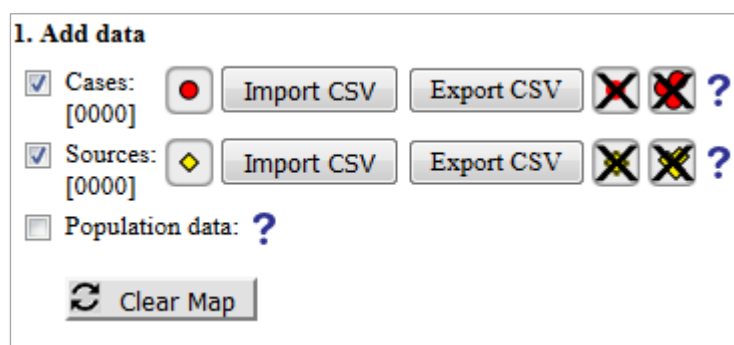 1. Add data
Cases: Import CSV Export CSV ?
[0000]
Sources: Import CSV Export CSV ?
[0000]
Population data: ?
Clear Map